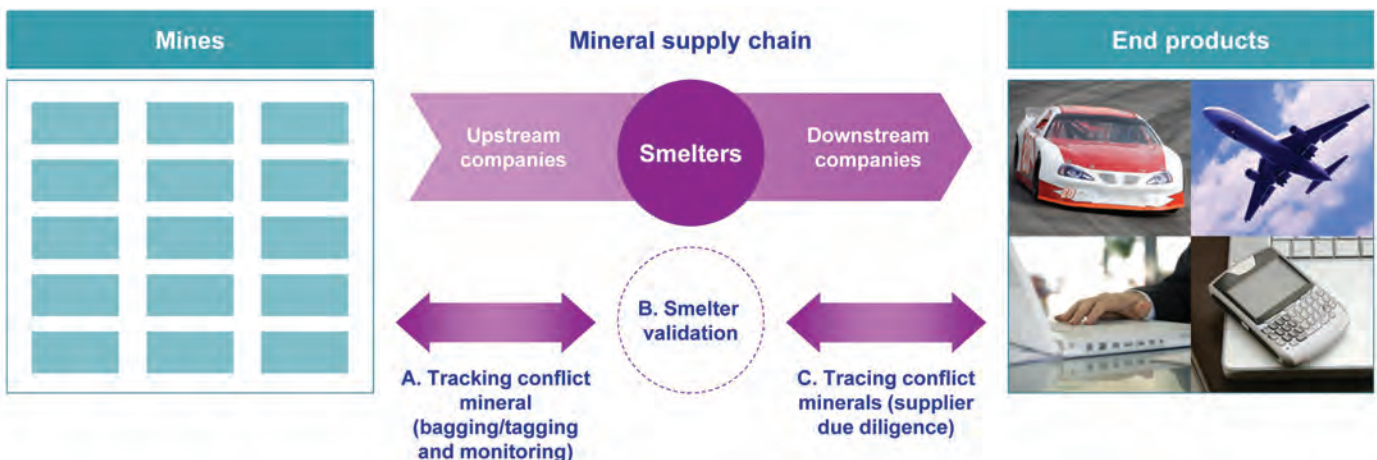 Mines
Mineral supply chain
End products
Upstream
companies
Smelters
Downstream
companies
B. Smelter
validation
A. Tracking conflict
mineral
(bagging/tagging
and monitoring)
C. Tracing conflict
minerals (supplier
due diligence)